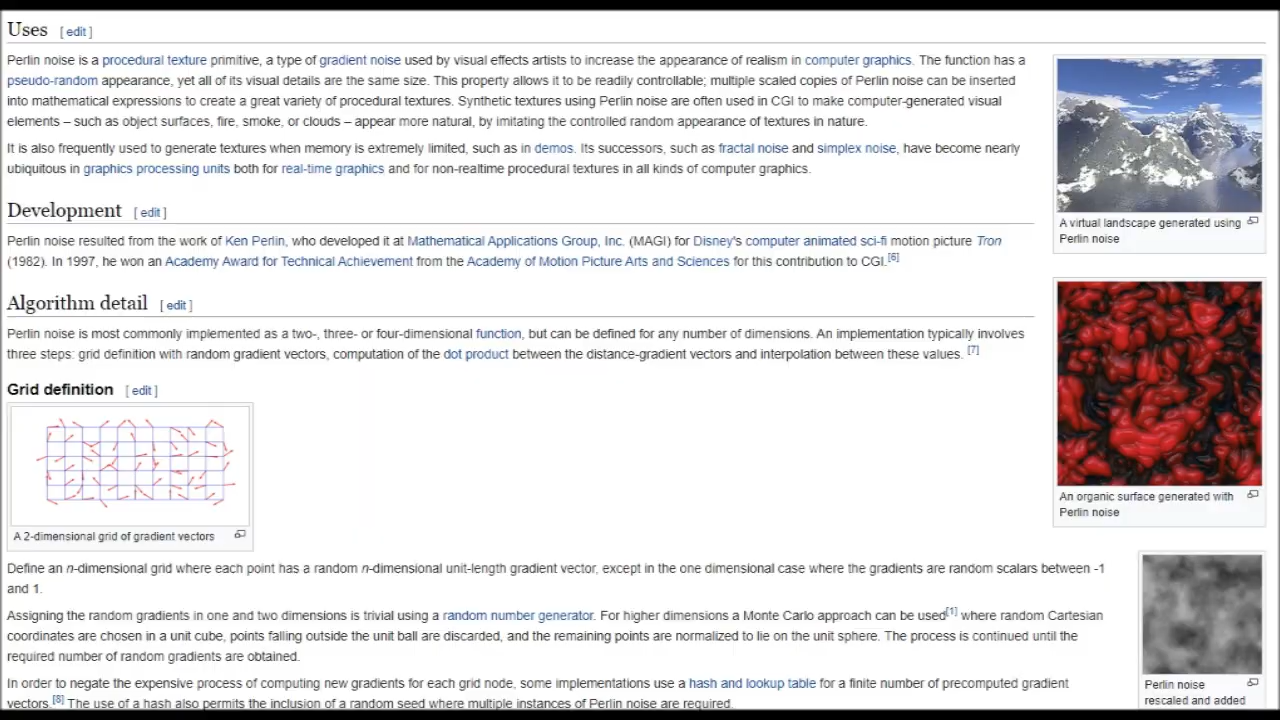 Uses [ edit ]
Perlin noise is a procedural texture primitive, a type of gradient noise used by visual effects artists to increase the appearance of realism in computer graphics. The function has a
pseudo-random appearance, yet all of its visual details are the same size. This property allows it to be readily controllable; multiple scaled copies of Perlin noise can be inserted
into mathematical expressions to create a great variety of procedural textures. Synthetic textures using Perlin noise are often used in CGI to make computer-generated visual
elements – such as object surfaces, fire, smoke, or clouds – appear more natural, by imitating the controlled random appearance of textures in nature.
It is also frequently used to generate textures when memory is extremely limited, such as in demos. Its successors, such as fractal noise and simplex noise, have become nearly
ubiquitous in graphics processing units both for real-time graphics and for non-realtime procedural textures in all kinds of computer graphics.
A virtual landscape generated using
Perlin noise
Development [ edit ]
Perlin noise resulted from the work of Ken Perlin, who developed it at Mathematical Applications Group, Inc. (MAGI) for Disney's computer animated sci-fi motion picture Tron
(1982). In 1997, he won an Academy Award for Technical Achievement from the Academy of Motion Picture Arts and Sciences for this contribution to CGI.[6]
Algorithm detail [ edit ]
Perlin noise is most commonly implemented as a two-, three- or four-dimensional function, but can be defined for any number of dimensions. An implementation typically involves
three steps: grid definition with random gradient vectors, computation of the dot product between the distance-gradient vectors and interpolation between these values. [7]
An organic surface generated with
Perlin noise
Grid definition [ edit ]
A 2-dimensional grid of gradient vectors
Define an n-dimensional grid where each point has a random n-dimensional unit-length gradient vector, except in the one dimensional case where the gradients are random scalars between -1
and 1.
Assigning the random gradients in one and two dimensions is trivial using a random number generator. For higher dimensions a Monte Carlo approach can be used[1] where random Cartesian
coordinates are chosen in a unit cube, points falling outside the unit ball are discarded, and the remaining points are normalized to lie on the unit sphere. The process is continued until the
required number of random gradients are obtained.
In order to negate the expensive process of computing new gradients for each grid node, some implementations use a hash and lookup table for a finite number of precomputed gradient
vectors.[8] The use of a hash also permits the inclusion of a random seed where multiple instances of Perlin noise are required.
Perlin noise
rescaled and added